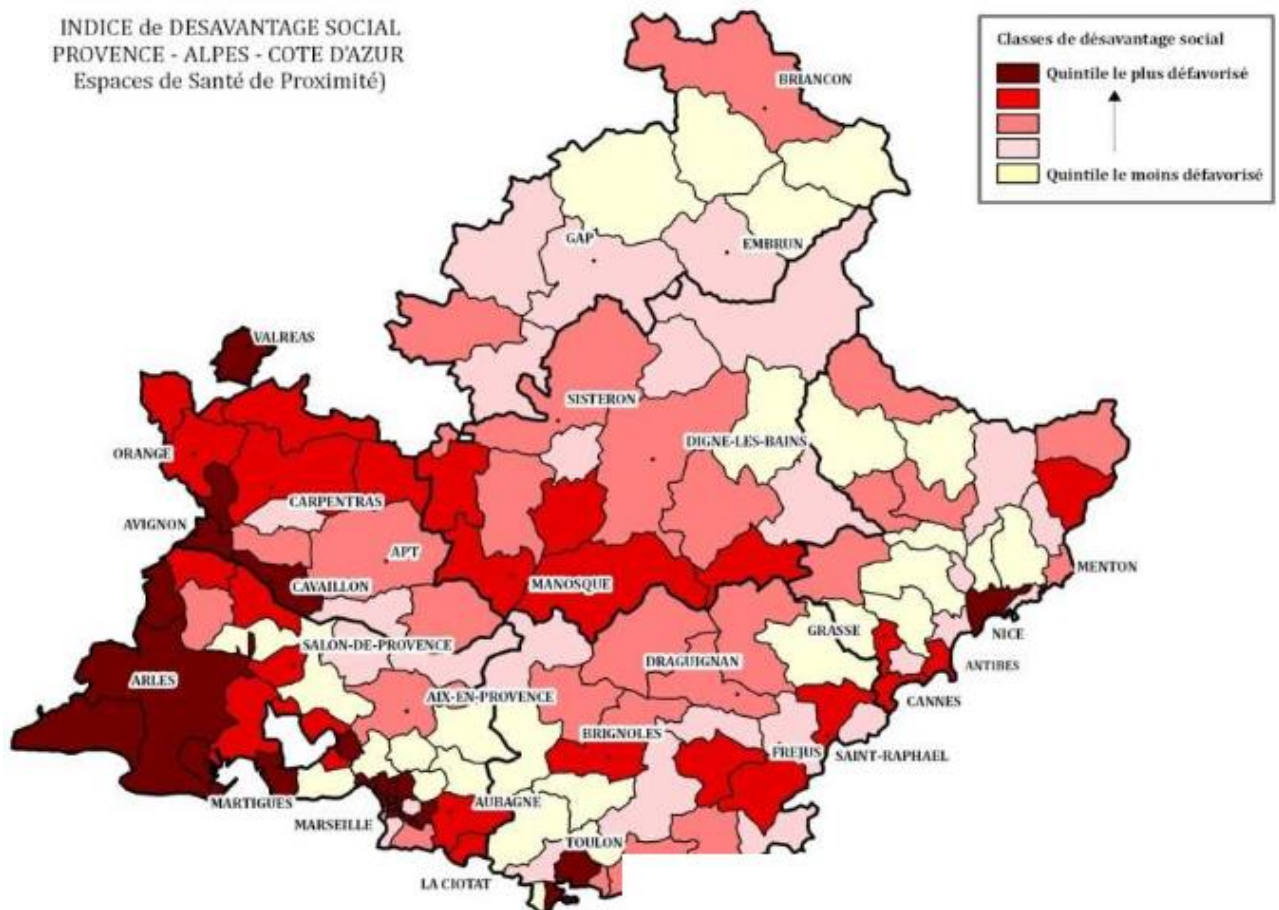 INDICE de DESAVANTAGE SOCIAL
PROVENCE - ALPES - COTE D'AZUR
Espaces de Santé de Proximité)
Classes de désavantage social
Quintile le plus défavorisé
Quintile le moins défavorisé
BRIANCON
GAP
EMBRUN
VALREAS
SISTERON
DIGNE-LES-BAINS
ORANGE
CARPENTRAS
AVIGNON
APT
CAVAILLON
MANOSQUE
MENTON
SALON-DE-PROVENCE
GRASSE
NICE
ARLES
DRAGUIGNAN
ANTIBES
AIX-EN-PROVENCE
CANNES
BRIGNOLES
FREJUS
SAINT-RAPHAEL
MARTIGUES
AUBAGNE
MARSEILLE
TOULON
LA CIOTAT